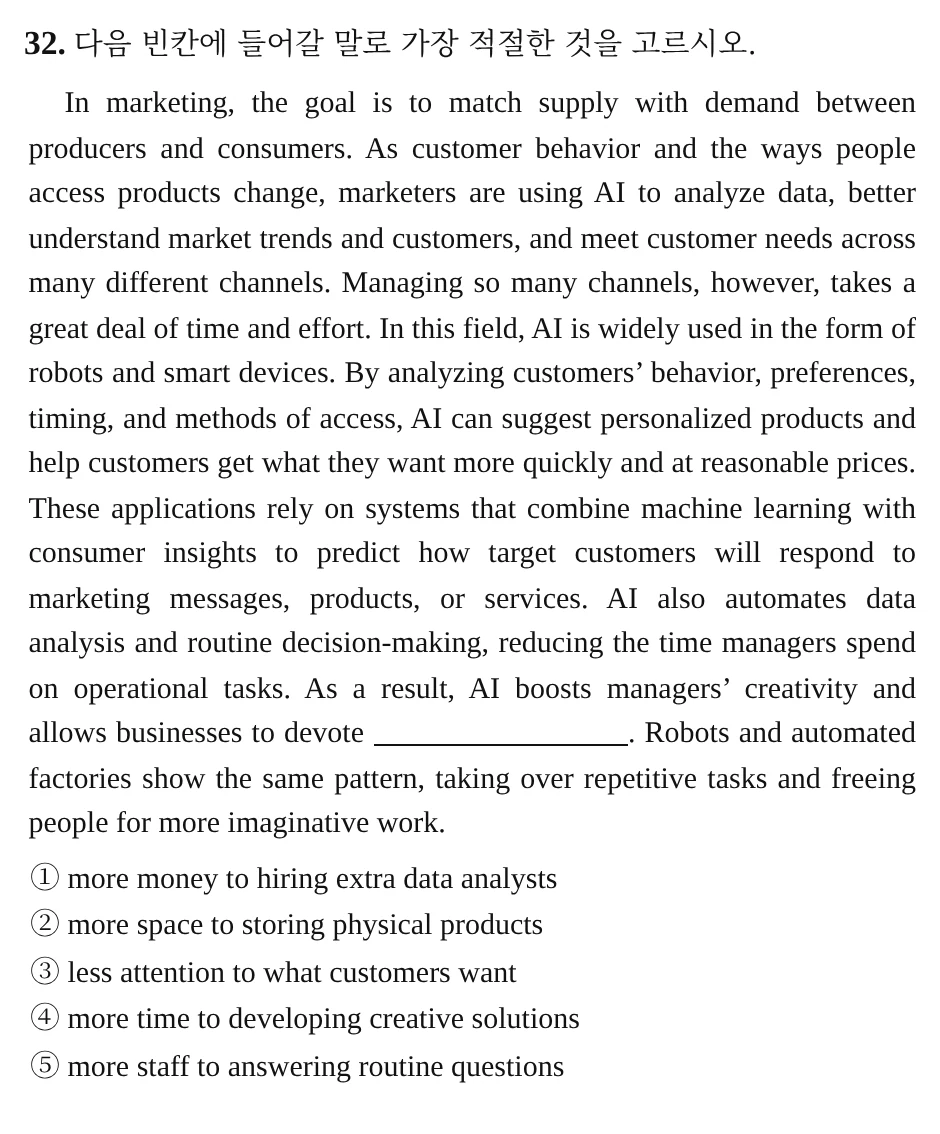 32. 다음 빈칸에 들어갈 말로 가장 적절한 것을 고르시오.
In marketing, the goal is to match supply with demand between
producers and consumers. As customer behavior and the ways people
access products change, marketers are using AI to analyze data, better
understand market trends and customers, and meet customer needs across
many different channels. Managing so many channels, however, takes a
great deal of time and effort. In this field, AI is widely used in the form of
robots and smart devices. By analyzing customers’ behavior, preferences,
timing, and methods of access, AI can suggest personalized products and
help customers get what they want more quickly and at reasonable prices.
These applications rely on systems that combine machine learning with
consumer insights to predict how target customers will respond to
marketing messages, products, or services. AI also automates data
analysis and routine decision-making, reducing the time managers spend
on operational tasks. As a result, AI boosts managers’ creativity and
allows businesses to devote ________________. Robots and automated
factories show the same pattern, taking over repetitive tasks and freeing
people for more imaginative work.
① more money to hiring extra data analysts
② more space to storing physical products
③ less attention to what customers want
④ more time to developing creative solutions
⑤ more staff to answering routine questions